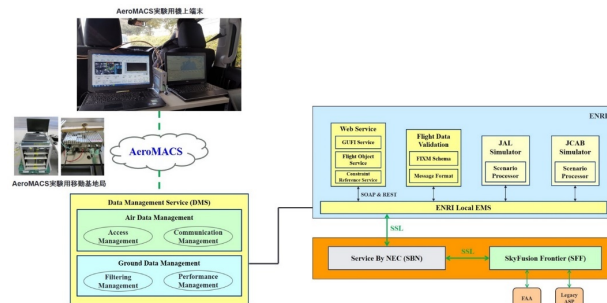 AeroMACS実験用機上端末
AeroMACS
AeroMACS実験用移動基地局
Data Management Service (DMS)
Air Data Management
Access
Management
Communication
Management
Ground Data Management
Filtering
Management
Performance
Management
ENRI
Web Service
GUFI Service
Flight Object
Service
Constraint
Reference Service
Flight Data
Validation
FIXM Schema
Message Format
JAL
Simulator
Scenario
Processor
JCAB
Simulator
Scenario
Processor
SOAP & REST
ENRI Local EMS
SSL
Service By NEC (SBN)
SSL
SkyFusion Frontier (SFF)
FAA
Legacy
ASP